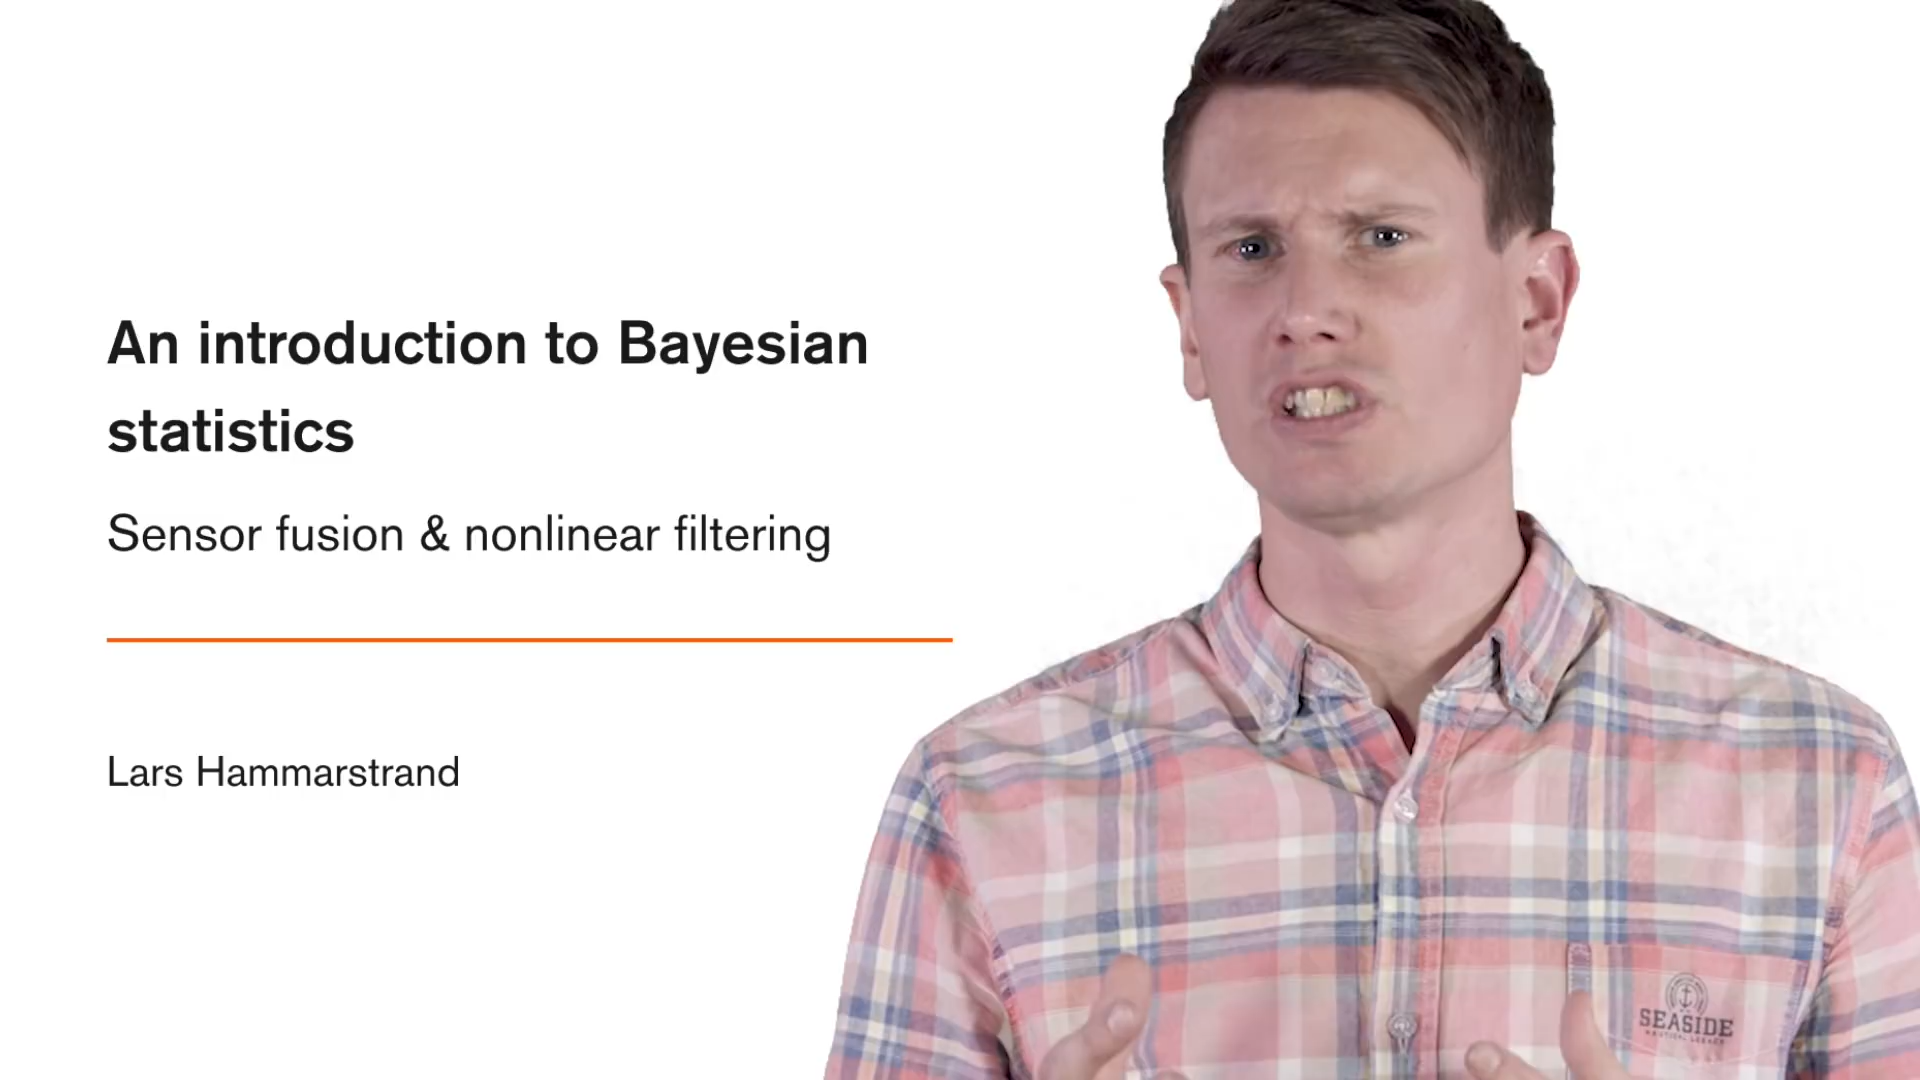 An introduction to Bayesian
statistics
Sensor fusion & nonlinear filtering
Lars Hammarstrand
SEASIDE